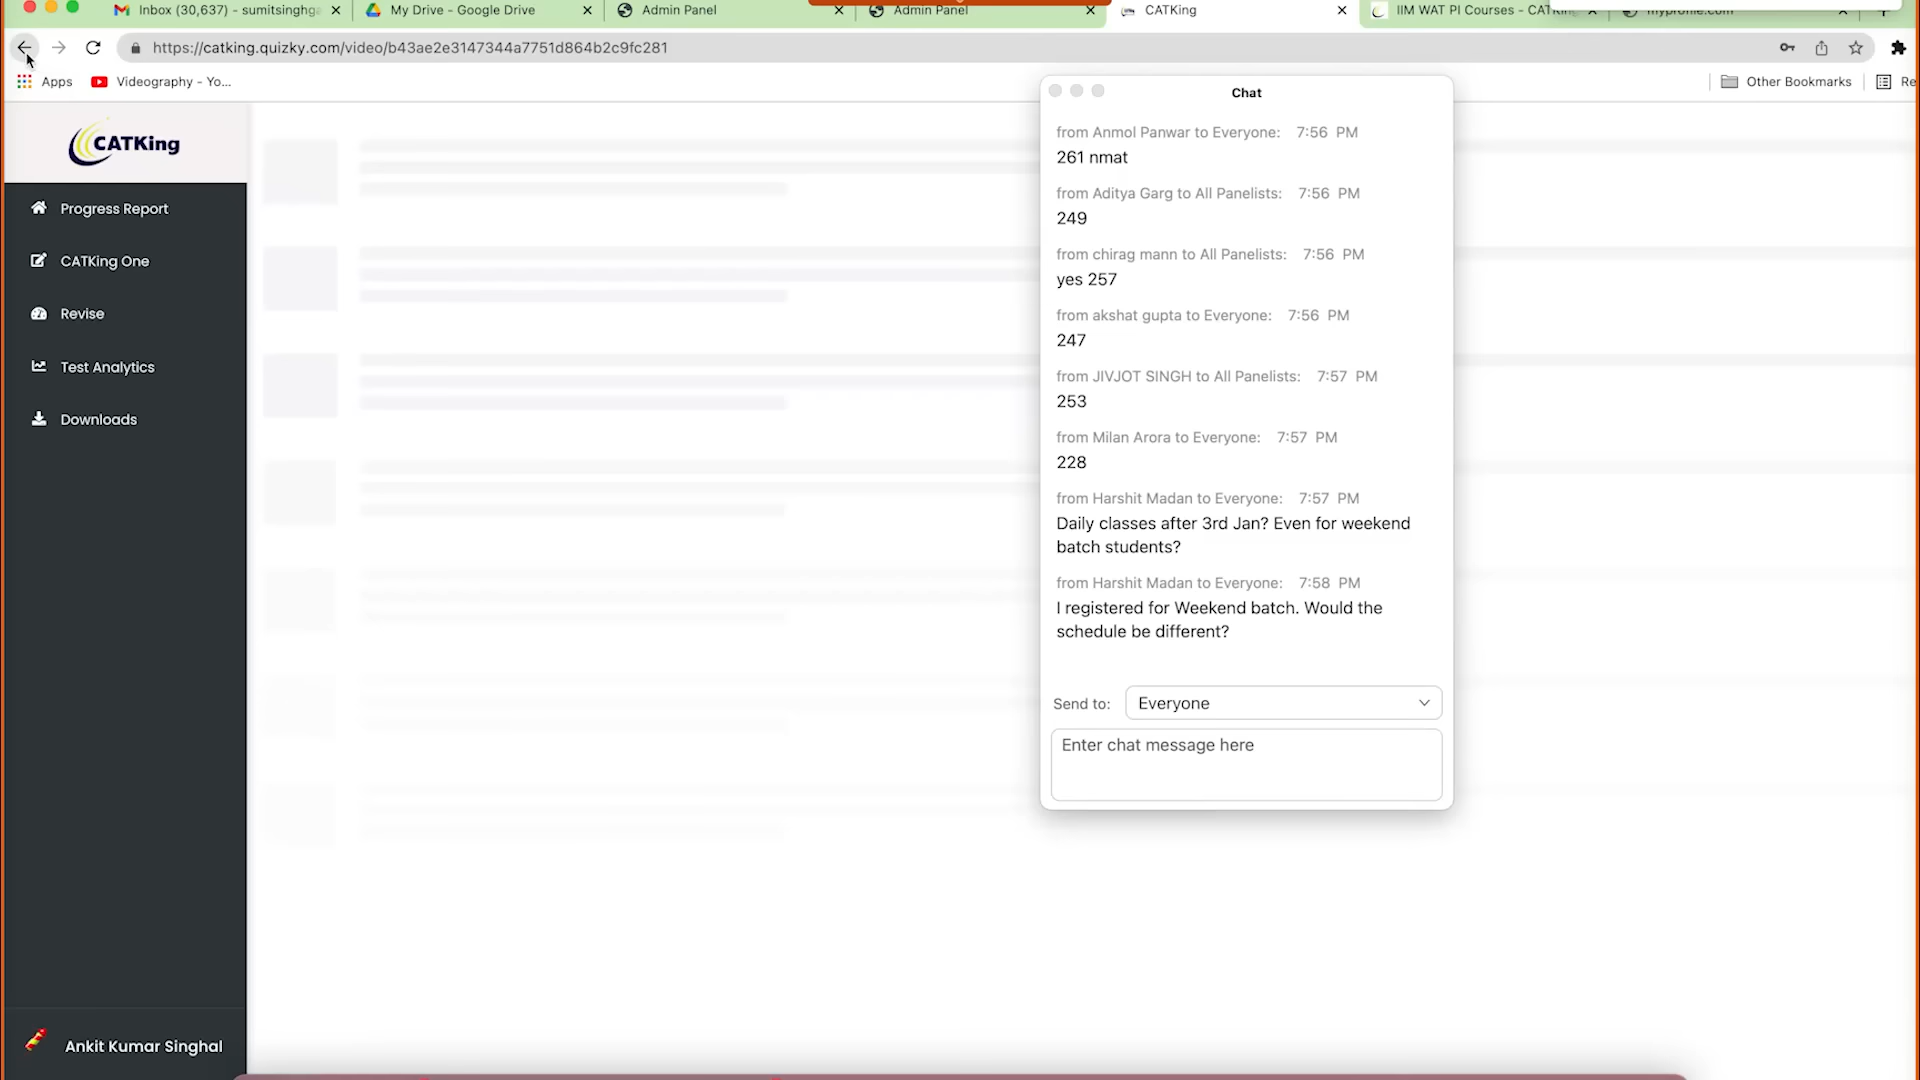 Inbox (30,637) - sumitsinghga
My Drive - Google Drive
Admin Panel
Admin Panel
CATKing
IIM WAT PI Courses - CATKin
myprofile.com
https://catking.quizky.com/video/b43ae2e3147344a7751d864b2c9fc281
Apps
Videography - Yo...
Other Bookmarks
Re
CATKing
Progress Report
CATKing One
Revise
Test Analytics
Downloads
Ankit Kumar Singhal
Chat
from Anmol Panwar to Everyone: 7:56 PM
261 nmat
from Aditya Garg to All Panelists: 7:56 PM
249
from chirag mann to All Panelists: 7:56 PM
yes 257
from akshat gupta to Everyone: 7:56 PM
247
from JIVJOT SINGH to All Panelists: 7:57 PM
253
from Milan Arora to Everyone: 7:57 PM
228
from Harshit Madan to Everyone: 7:57 PM
Daily classes after 3rd Jan? Even for weekend
batch students?
from Harshit Madan to Everyone: 7:58 PM
I registered for Weekend batch. Would the
schedule be different?
Send to: Everyone
Enter chat message here